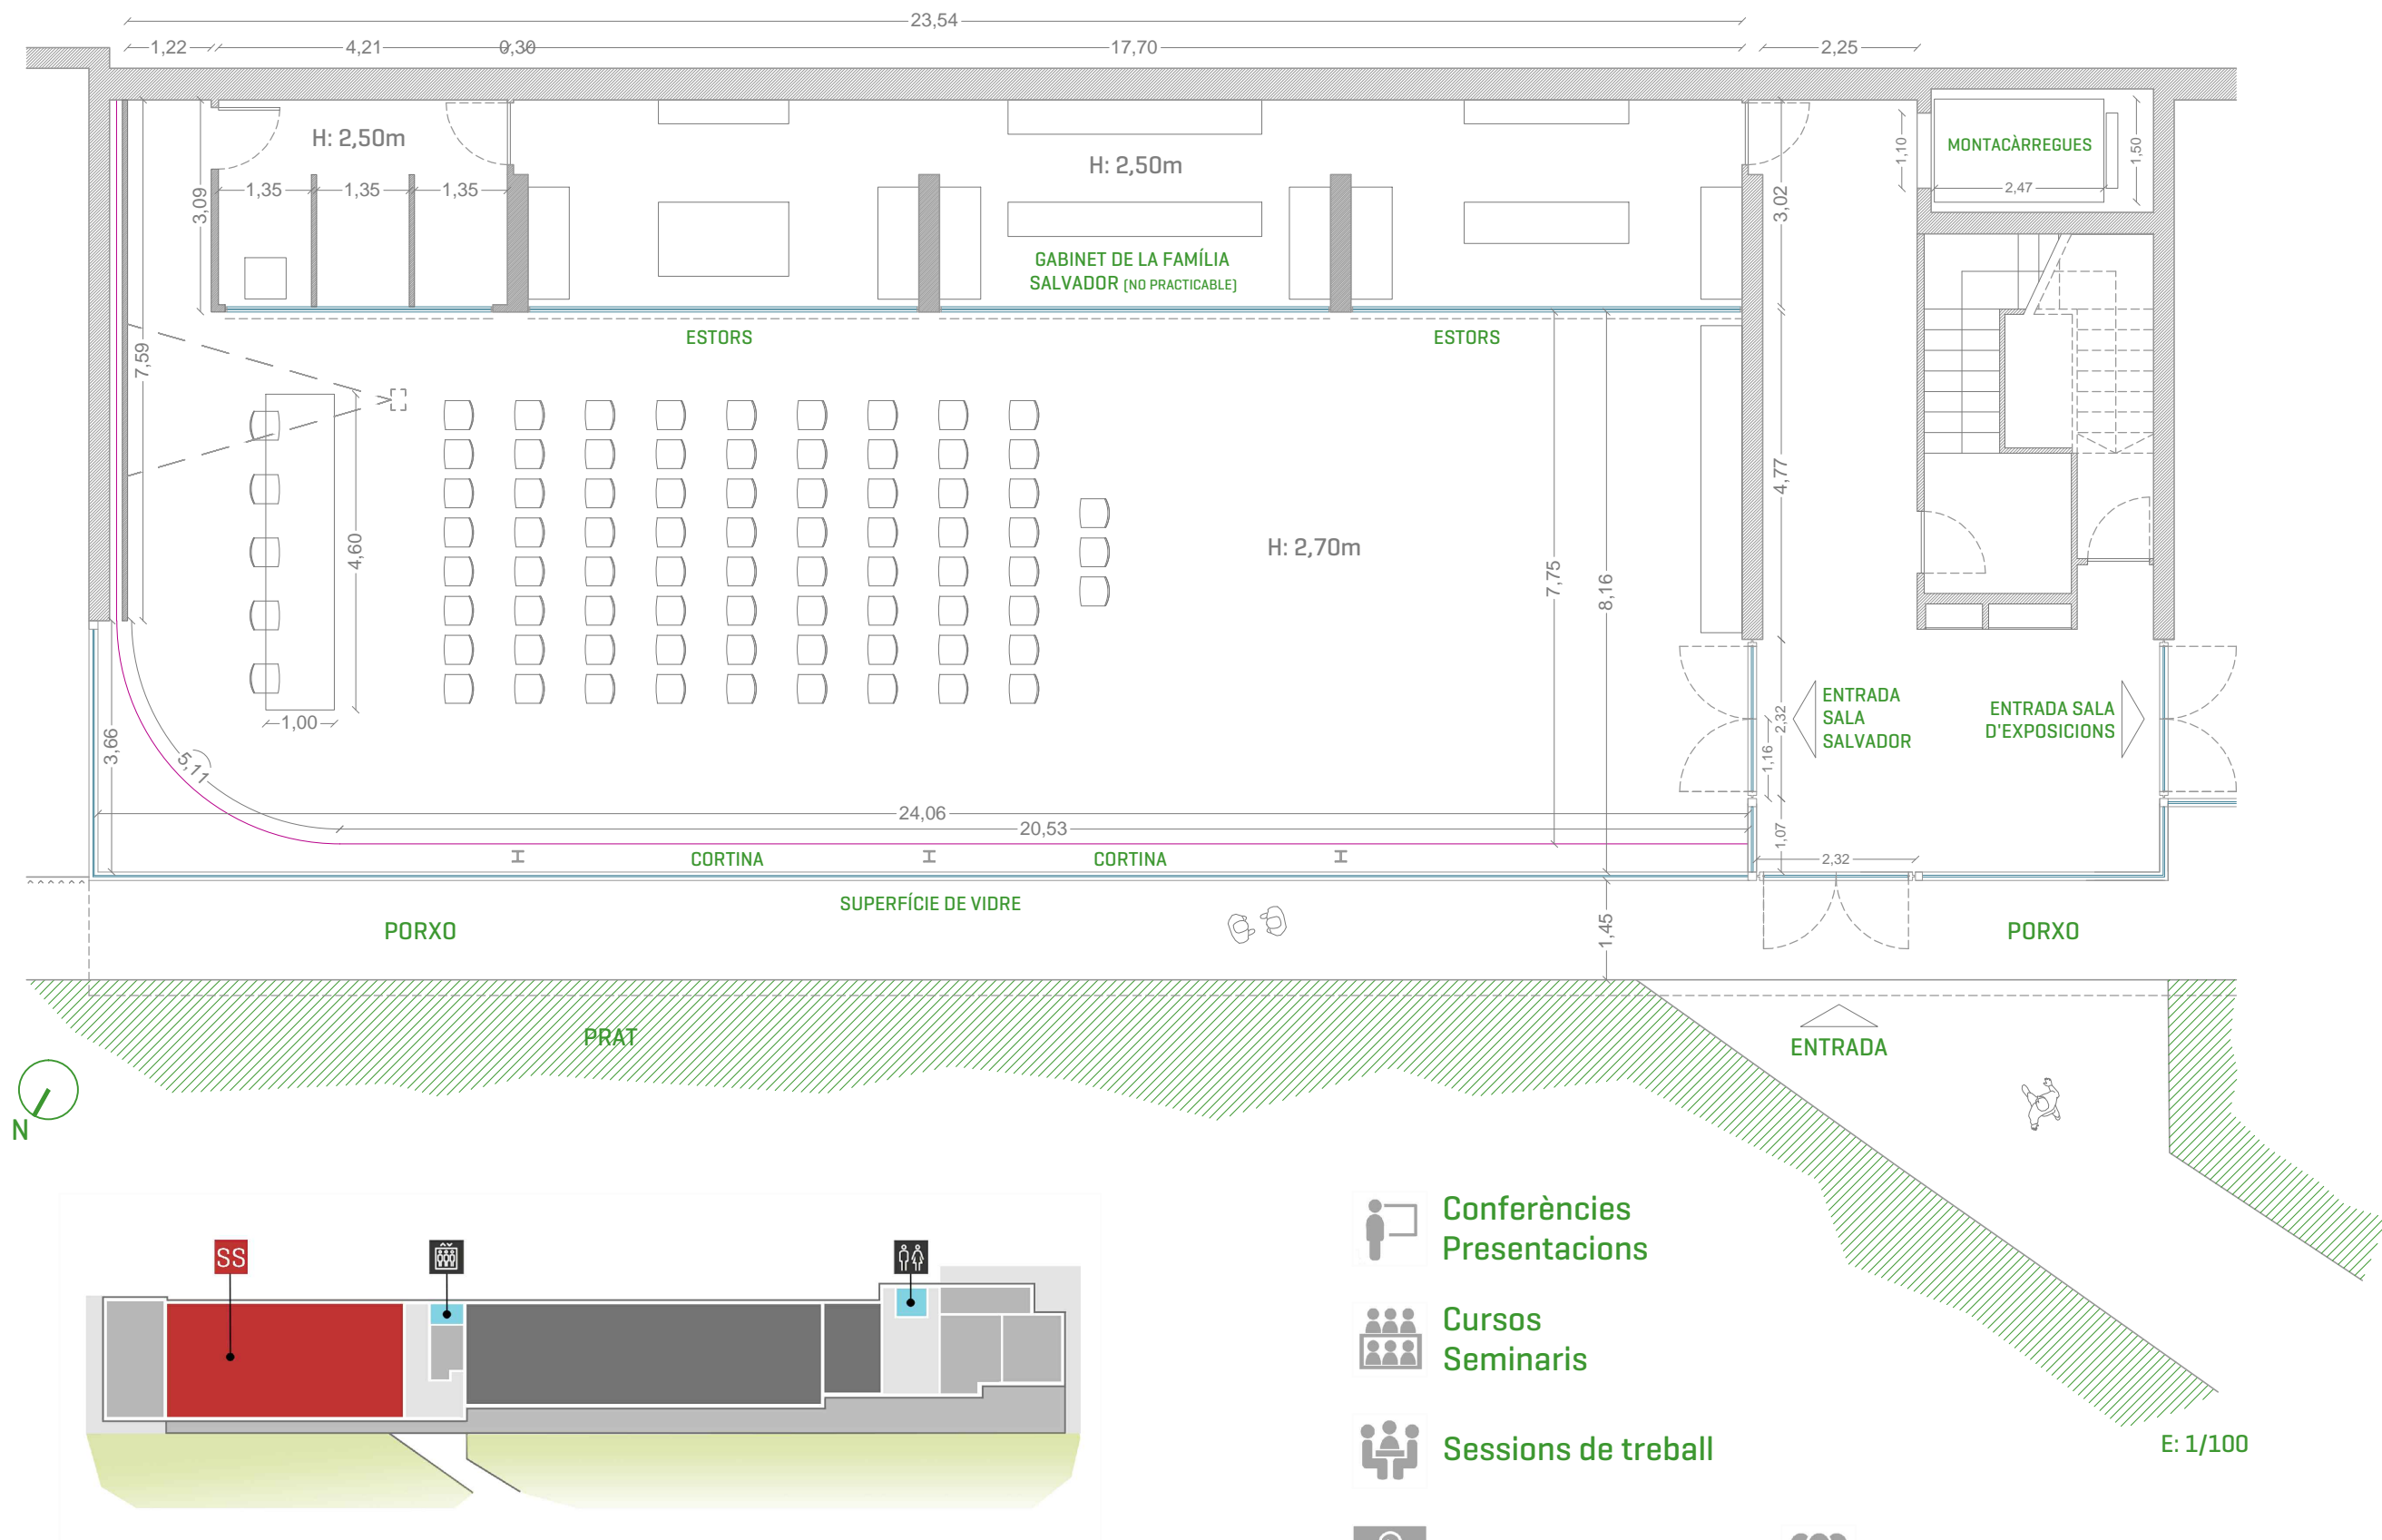 23,54
1,22
4,21
0,30
17,70
2,25
H: 2,50m
H: 2,50m
MONTACÀRREGUES
1,10
1,50
2,47
3,09
1,35
1,35
1,35
3,02
GABINET DE LA FAMÍLIA
SALVADOR (NO PRACTICABLE)
ESTORS
ESTORS
7,59
4,77
4,60
H: 2,70m
7,75
8,16
1,00
3,66
5,11
ENTRADA
SALA
SALVADOR
ENTRADA SALA
D'EXPOSICIONS
2,32
1,16
24,06
20,53
1,07
CORTINA
CORTINA
2,32
SUPERFÍCIE DE VIDRE
PORXO
1,45
PORXO
PRAT
ENTRADA
N
SS
Conferències
Presentacions
Cursos
Seminaris
Sessions de treball
E: 1/100